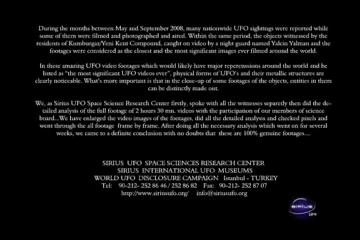 During the months between May and September 2008, many nationwide UFO sightings were reported while
some of them were filmed and photographed and aired. Within the same period, the objects witnessed by the
residents of Kumburgaz/Yeni Kent Compound, caught on video by a night guard named Yalcin Yalman and the
footages were considered as the closest and the most significant images ever filmed around the world.
In these amazing UFO video footages which would likely have major repercussions around the world and be
listed as "the most significant UFO videos ever", physical forms of UFO's and their metallic structures are
clearly noticeable. What's more important is that in the close-up of some footages of the objects, entities in them
can be distinctly made out.
We, as Sirius UFO Space Science Research Center firstly, spoke with all the witnesses separately then did the de-
tailed analysis of the full footage of 2 hours 30 min. videos with the participation of our members of science
board...We have enlarged the video images of the footages, did all the detailed analysis and checked pixels and
went through the all footage frame by frame. After doing all the necessary analysis which went on for several
weeks, we came to a definite conclusion with no doubts that these are 100% genuine footages....
SIRIUS UFO SPACE SCIENCES RESEARCH CENTER
SIRIUS INTERNATIONAL UFO MUSEUMS
WORLD UFO DISCLOSURE CAMPAIGN Istanbul - TURKEY
Tel: 90-212- 252 86 46 / 252 86 82 Fax: 90-212- 252 87 07
http://www.siriusufo.org/ info@siriusufo.org
SIRIUS
UFO